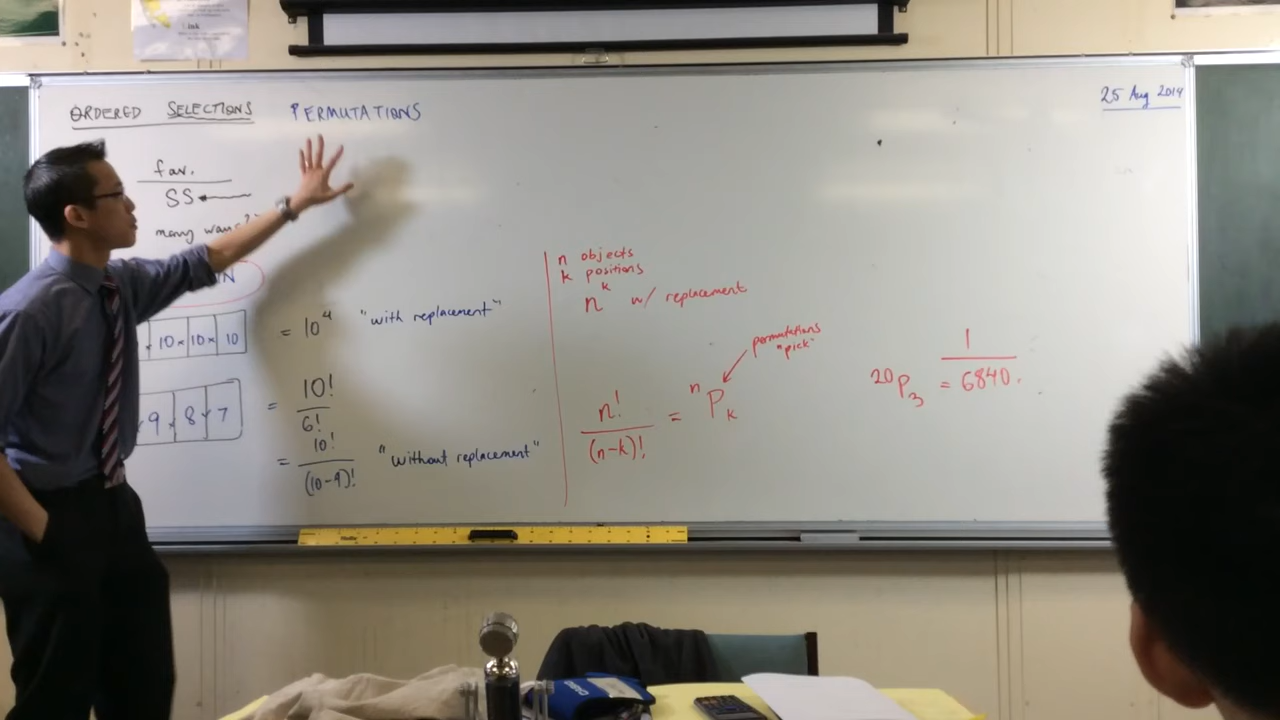 ORDERED SELECTIONS PERMUTATIONS
25 Aug 2014
fav.
SS
many ways?
N
10 × 10 × 10
= 10⁴ "with replacement"
9 8 7
= 10!/6!
= 10!/(10-4)! "without replacement"
n objects
k positions
nᵏ w/ replacement
permutations
"pick"
n!/(n-k)! = ⁿPₖ
1
²⁰P₃ = 6840.